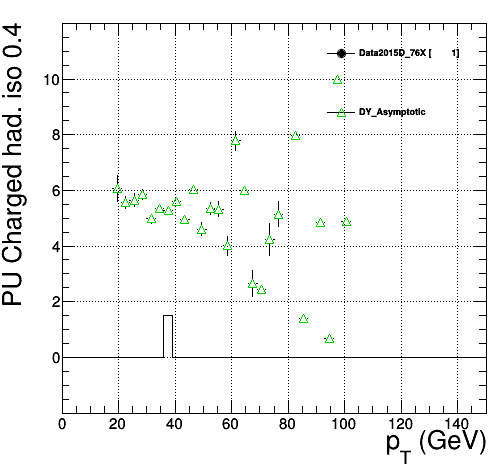 PU Charged had. iso 0.4
Data2015D_76X [ 1]
DY_Asymptotic
10
8
6
4
2
0
0 20 40 60 80 100 120 140
p_T (GeV)